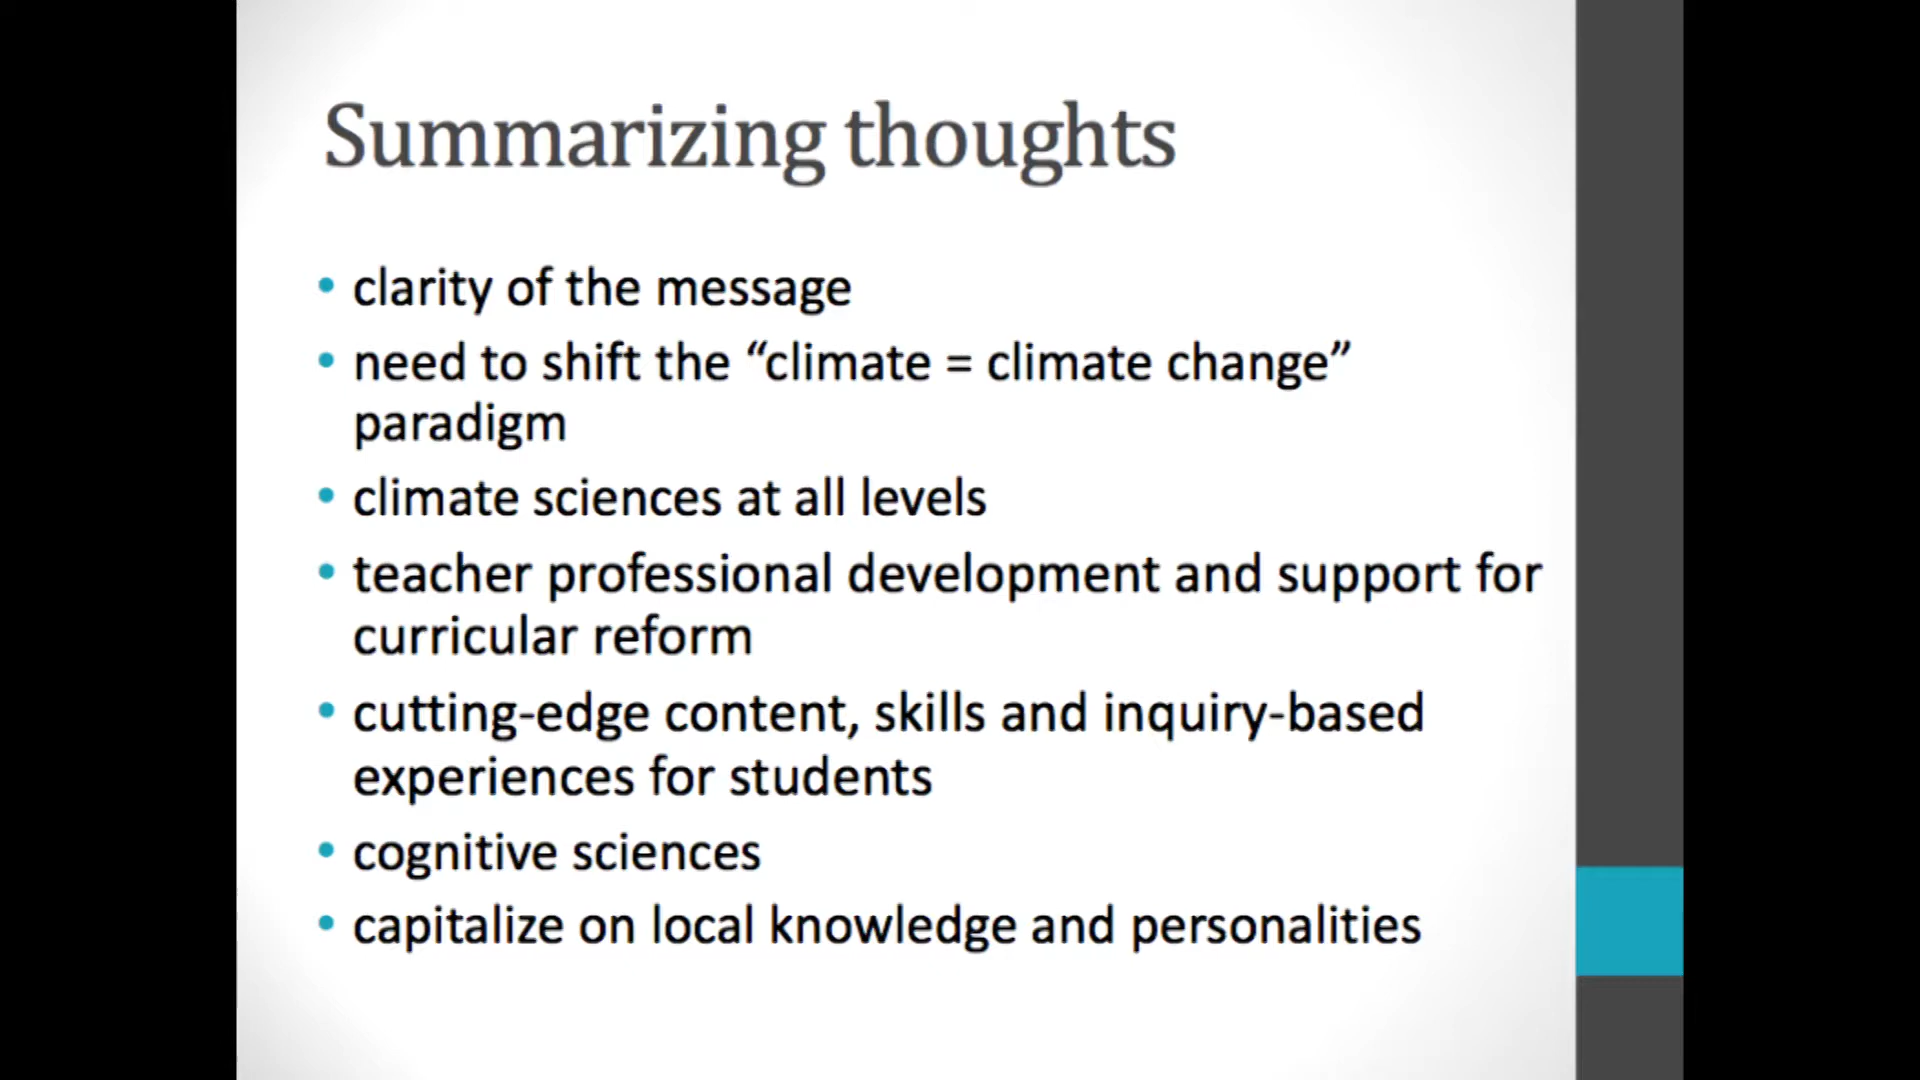 Summarizing thoughts
• clarity of the message
• need to shift the “climate = climate change”
paradigm
• climate sciences at all levels
• teacher professional development and support for
curricular reform
• cutting-edge content, skills and inquiry-based
experiences for students
• cognitive sciences
• capitalize on local knowledge and personalities